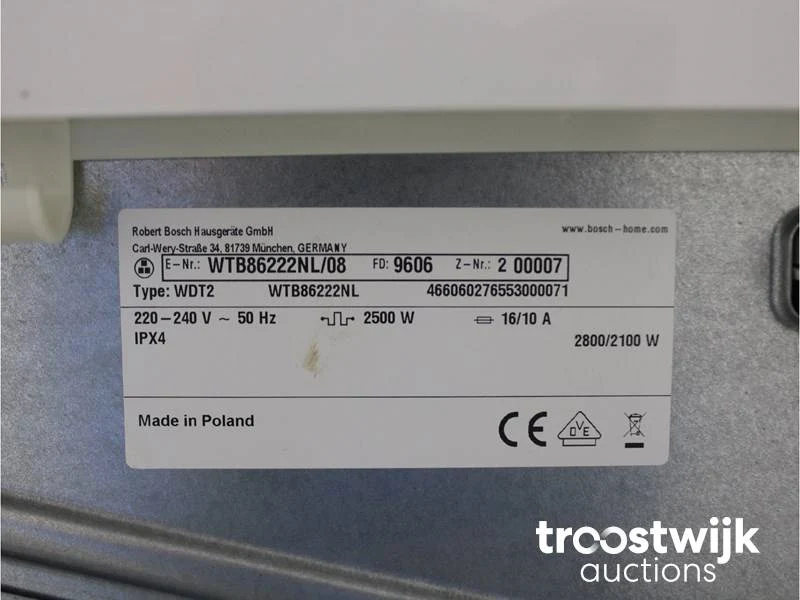 Robert Bosch Hausgeräte GmbH www.bosch-home.com
Carl-Wery-Straße 34, 81739 München, GERMANY
E-Nr.: WTB86222NL/08 FD: 9606 Z-Nr.: 2 00007
Type: WDT2 WTB86222NL 466060276553000071
220-240 V ~ 50 Hz 2500 W 16/10 A
IPX4 2800/2100 W
Made in Poland CE OVE
troostwijk
auctions